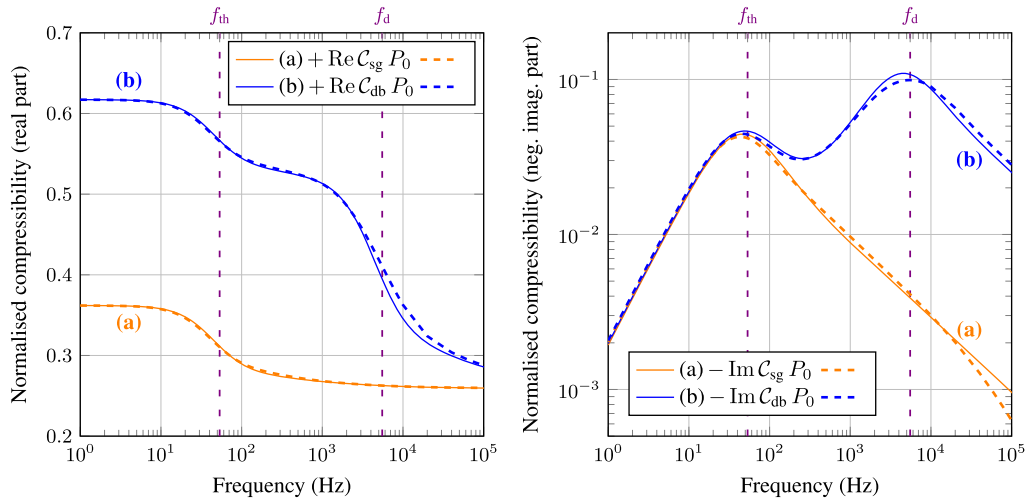 f_th f_d
0.7
0.6
0.5
0.4
0.3
0.2
10^0 10^1 10^2 10^3 10^4 10^5
Frequency (Hz)
Normalised compressibility (real part)
(a) + Re C_sg P_0
(b) + Re C_db P_0
(b)
(a)
f_th f_d
10^−1
10^−2
10^−3
10^0 10^1 10^2 10^3 10^4 10^5
Frequency (Hz)
Normalised compressibility (neg. imag. part)
(b)
(a)
(a) − Im C_sg P_0
(b) − Im C_db P_0